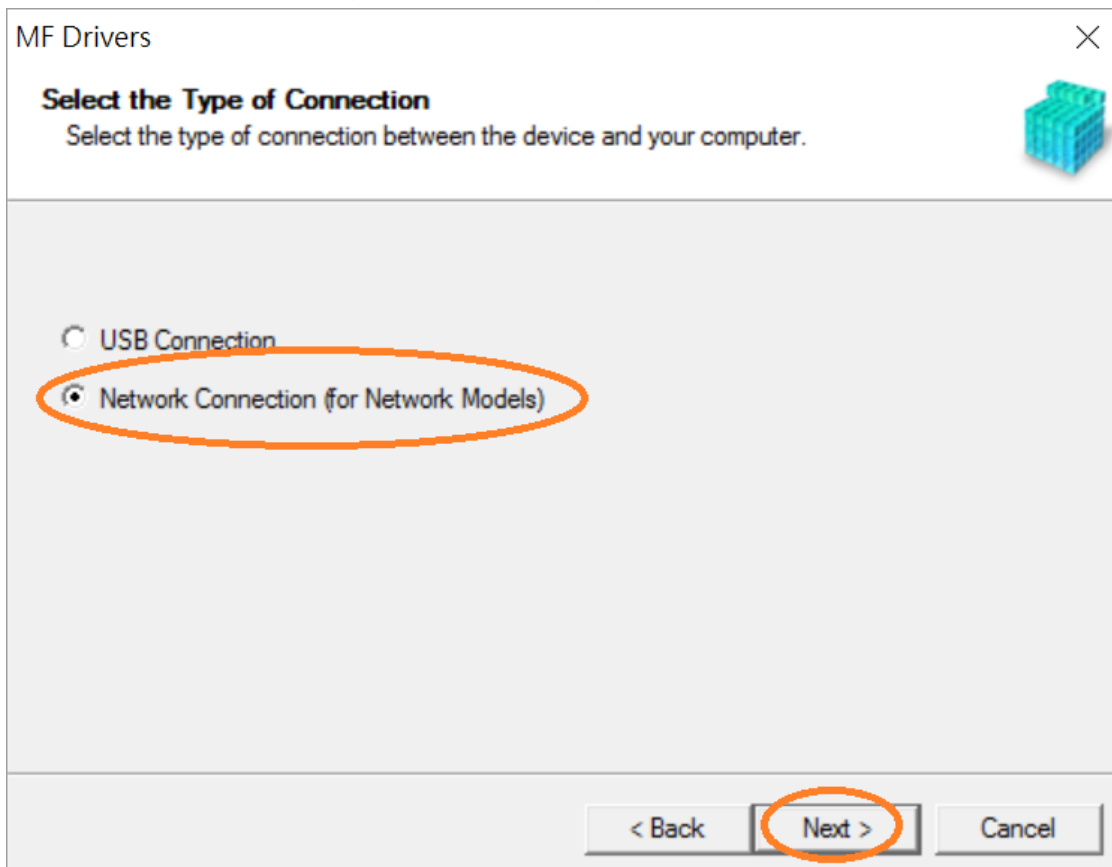 MF Drivers
Select the Type of Connection
Select the type of connection between the device and your computer.
USB Connection
Network Connection (for Network Models)
< Back Next > Cancel